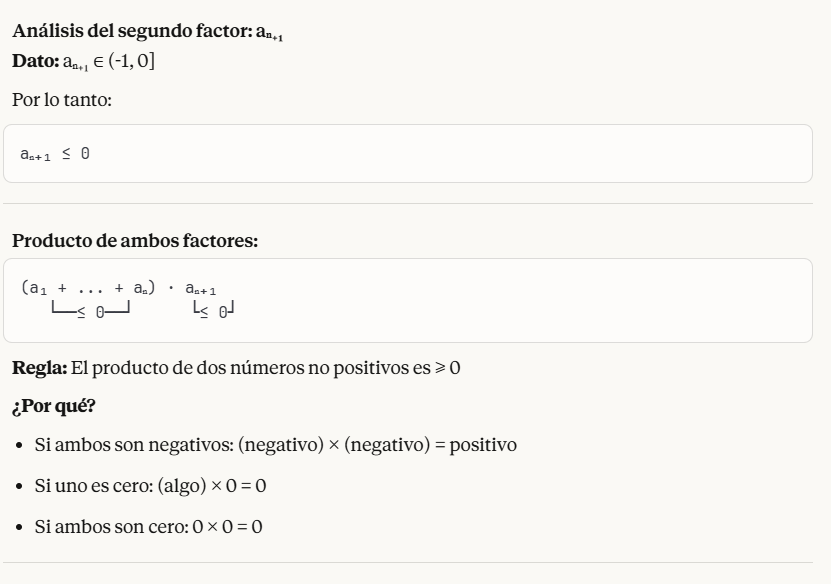 Análisis del segundo factor: aₙ₊₁
Dato: aₙ₊₁ ∈ (-1, 0]
Por lo tanto:
aₙ₊₁ ≤ 0
Producto de ambos factores:
(a₁ + ... + aₙ) · aₙ₊₁
└──≤ 0──┘ └≤ 0┘
Regla: El producto de dos números no positivos es ≥ 0
¿Por qué?
• Si ambos son negativos: (negativo) × (negativo) = positivo
• Si uno es cero: (algo) × 0 = 0
• Si ambos son cero: 0 × 0 = 0